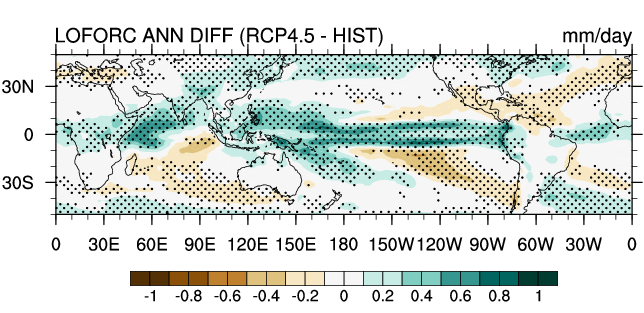 LOFORC ANN DIFF (RCP4.5 - HIST) mm/day
30N
0
30S
0 30E 60E 90E 120E 150E 180 150W 120W 90W 60W 30W 0
-1 -0.8 -0.6 -0.4 -0.2 0 0.2 0.4 0.6 0.8 1